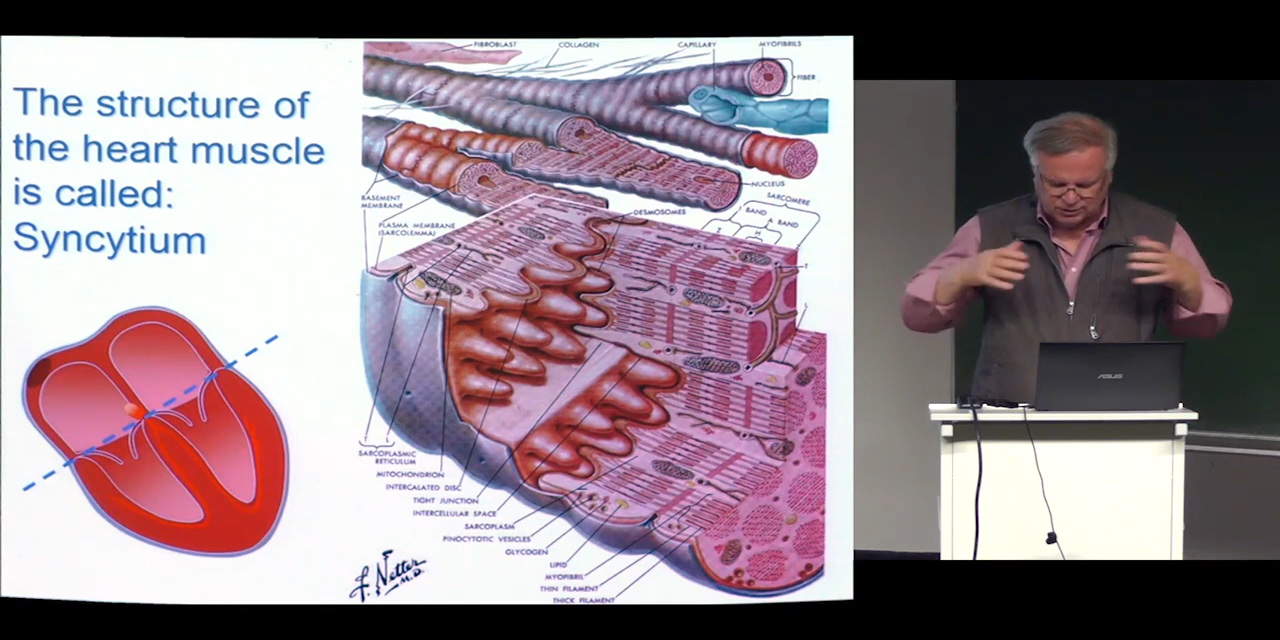 The structure of
the heart muscle
is called:
Syncytium
FIBROBLAST
COLLAGEN
CAPILLARY
MYOFIBRILS
FIBER
NUCLEUS
SARCOMERE
BASEMENT
MEMBRANE
DESMOSOMES
I BAND
A BAND
PLASMA MEMBRANE
(SARCOLEMMA)
Z
H
T
L
SARCOPLASMIC
RETICULUM
MITOCHONDRION
INTERCALATED DISC
TIGHT JUNCTION
INTERCELLULAR SPACE
SARCOPLASM
PINOCYTOTIC VESICLES
GLYCOGEN
LIPID
MYOFIBRIL
THIN FILAMENT
THICK FILAMENT
F. Netter
M.D.
ASUS